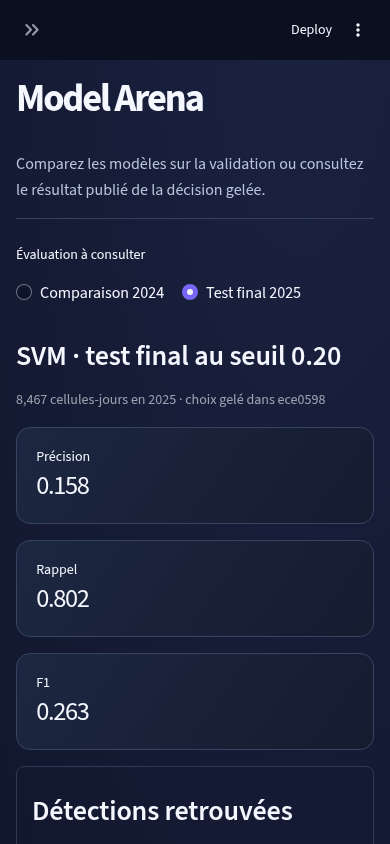 Deploy
Model Arena
Comparez les modèles sur la validation ou consultez
le résultat publié de la décision gelée.
Évaluation à consulter
Comparaison 2024 Test final 2025
SVM · test final au seuil 0.20
8,467 cellules-jours en 2025 · choix gelé dans ece0598
Précision
0.158
Rappel
0.802
F1
0.263
Détections retrouvées